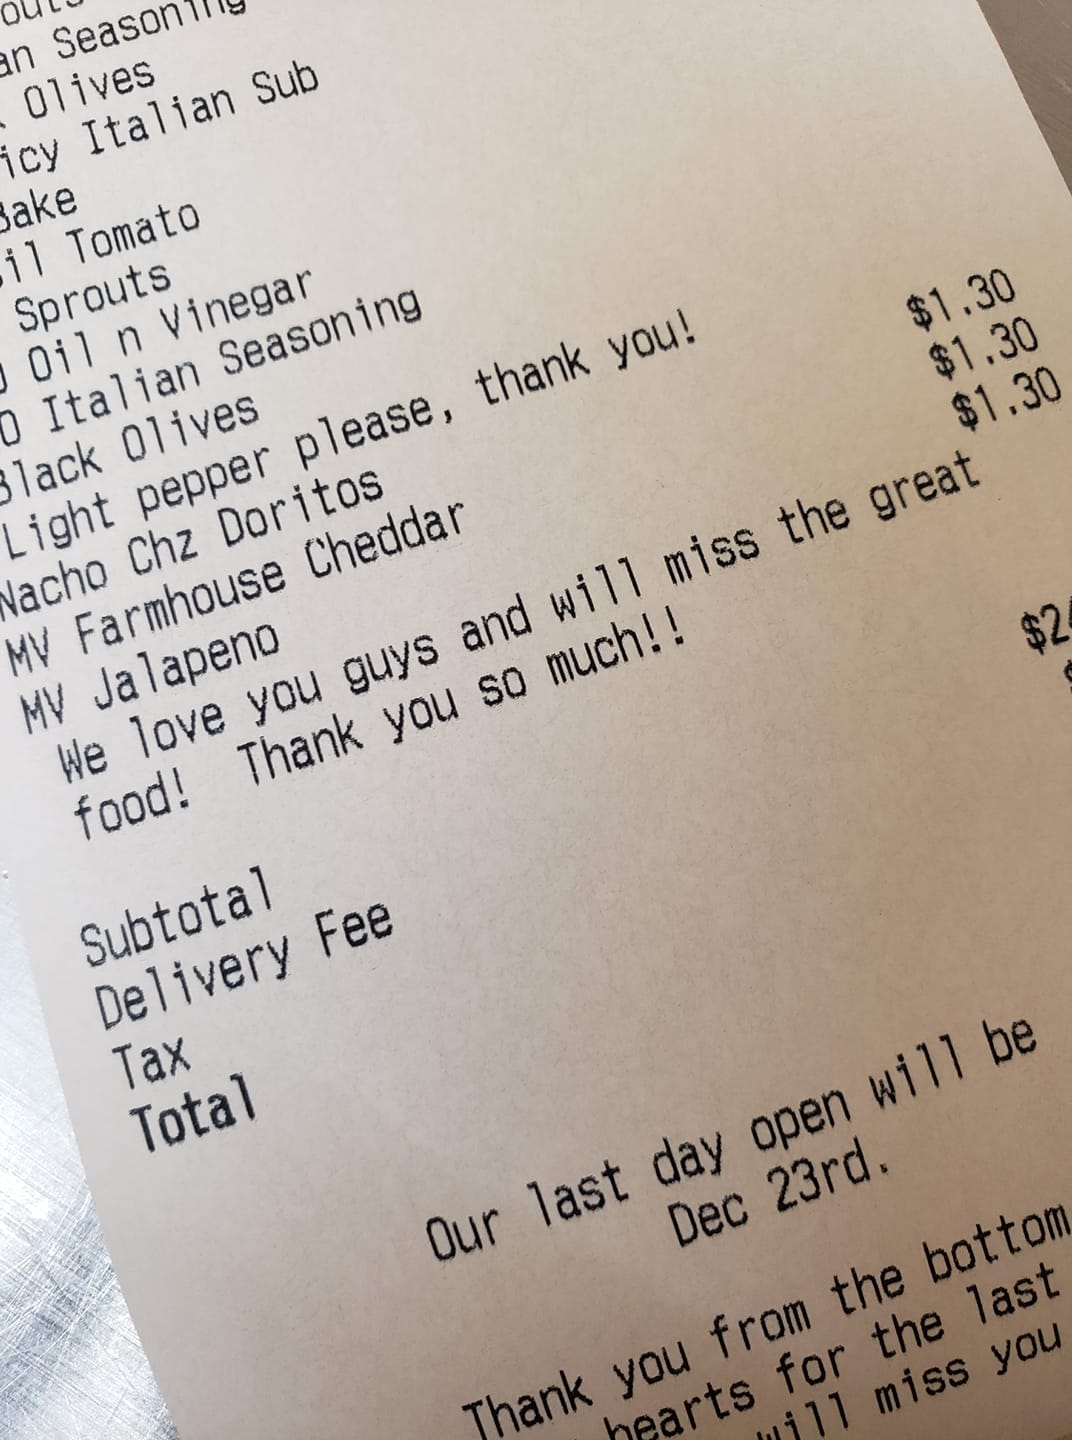 Seasoning
Olives
Italian Sub
Bake
Tomato
Sprouts
Oil n Vinegar
Italian Seasoning
Black Olives
Light pepper please, thank you!
Nacho Chz Doritos $1.30
MV Farmhouse Cheddar $1.30
MV Jalapeno $1.30
We love you guys and will miss the great
food! Thank you so much!!
Subtotal
Delivery Fee
Tax
Total
Our last day open will be
Dec 23rd.
Thank you from the bottom
hearts for the last
will miss you